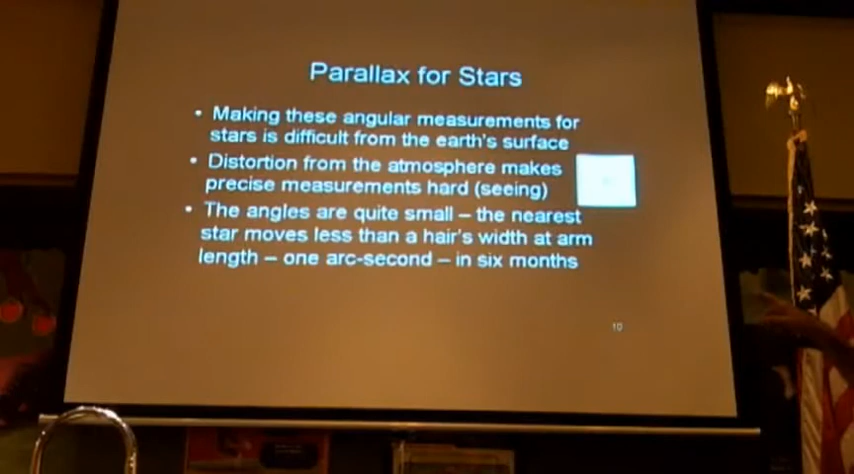 Parallax for Stars
• Making these angular measurements for
stars is difficult from the earth's surface
• Distortion from the atmosphere makes
precise measurements hard (seeing)
• The angles are quite small – the nearest
star moves less than a hair's width at arm
length – one arc-second – in six months
10